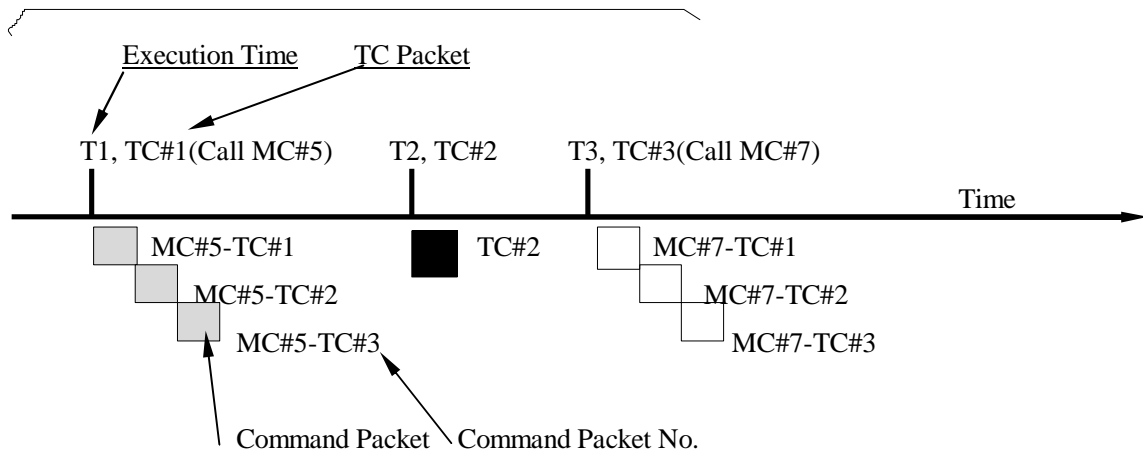 Execution Time TC Packet
T1, TC#1(Call MC#5) T2, TC#2 T3, TC#3(Call MC#7)
Time
MC#5-TC#1 TC#2 MC#7-TC#1
MC#5-TC#2 MC#7-TC#2
MC#5-TC#3 MC#7-TC#3
Command Packet Command Packet No.